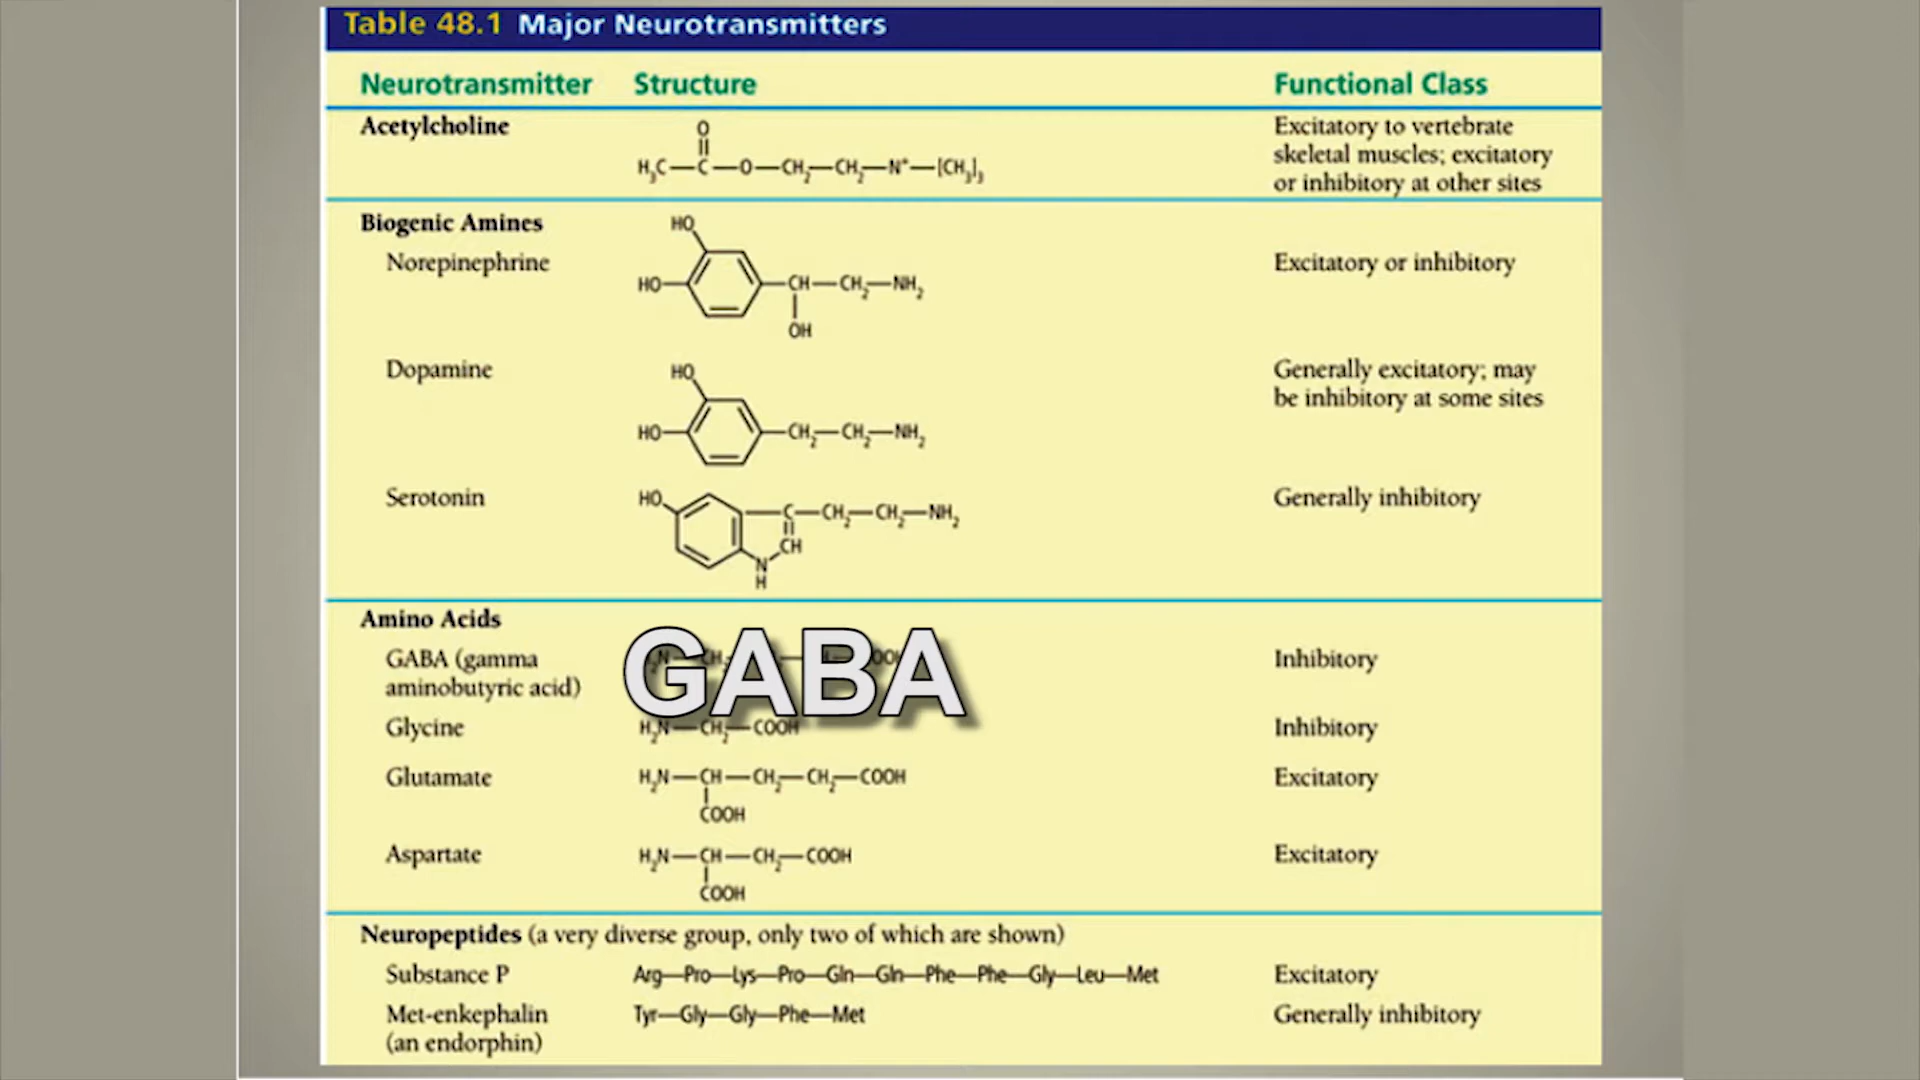 Table 48.1 Major Neurotransmitters
Neurotransmitter Structure Functional Class
Acetylcholine
O
H₃C—C—O—CH₂—CH₂—N⁺—[CH₃]₃
Excitatory to vertebrate
skeletal muscles; excitatory
or inhibitory at other sites
Biogenic Amines
Norepinephrine
HO
HO
CH—CH₂—NH₂
OH
Excitatory or inhibitory
Dopamine
HO
HO
CH₂—CH₂—NH₂
Generally excitatory; may
be inhibitory at some sites
Serotonin
HO
C—CH₂—CH₂—NH₂
CH
N
H
Generally inhibitory
Amino Acids
GABA (gamma
aminobutyric acid)
GABA
Inhibitory
Glycine
H₂N—CH₂—COOH
Inhibitory
Glutamate
H₂N—CH—CH₂—CH₂—COOH
COOH
Excitatory
Aspartate
H₂N—CH—CH₂—COOH
COOH
Excitatory
Neuropeptides (a very diverse group, only two of which are shown)
Substance P Arg—Pro—Lys—Pro—Gln—Gln—Phe—Phe—Gly—Leu—Met Excitatory
Met-enkephalin
(an endorphin)
Tyr—Gly—Gly—Phe—Met
Generally inhibitory